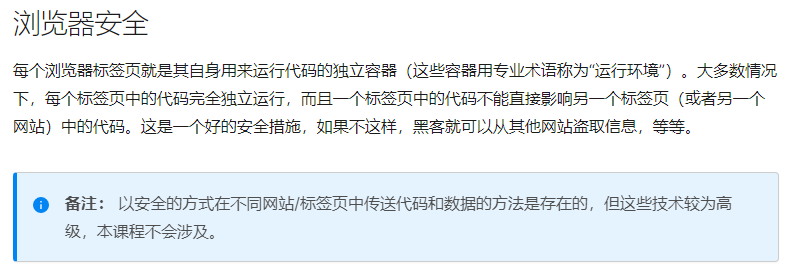 浏览器安全
每个浏览器标签页就是其自身用来运行代码的独立容器（这些容器用专业术语称为“运行环境”）。大多数情况
下，每个标签页中的代码完全独立运行，而且一个标签页中的代码不能直接影响另一个标签页（或者另一个
网站）中的代码。这是一个好的安全措施，如果不这样，黑客就可以从其他网站盗取信息，等等。
备注： 以安全的方式在不同网站/标签页中传送代码和数据的方法是存在的，但这些技术较为高
级，本课程不会涉及。